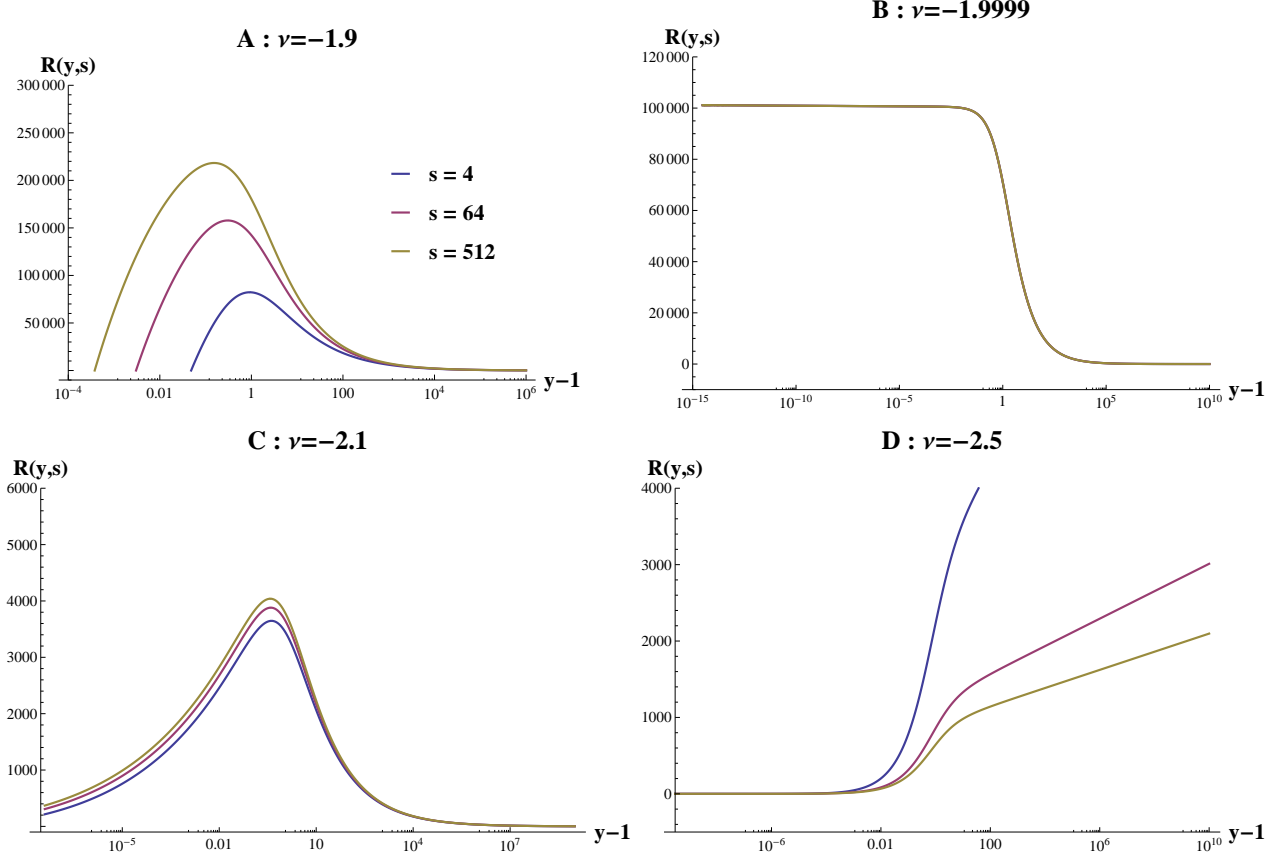 A : ν=−1.9
R(y,s)
300 000
250 000
200 000
150 000
100 000
50 000
10⁻⁴ 0.01 1 100 10⁴ 10⁶
y−1
s = 4
s = 64
s = 512
B : ν=−1.9999
R(y,s)
120 000
100 000
80 000
60 000
40 000
20 000
0
10⁻¹⁵ 10⁻¹⁰ 10⁻⁵ 1 10⁵ 10¹⁰
y−1
C : ν=−2.1
R(y,s)
6000
5000
4000
3000
2000
1000
10⁻⁵ 0.01 10 10⁴ 10⁷
y−1
D : ν=−2.5
R(y,s)
4000
3000
2000
1000
0
10⁻⁶ 0.01 100 10⁶ 10¹⁰
y−1